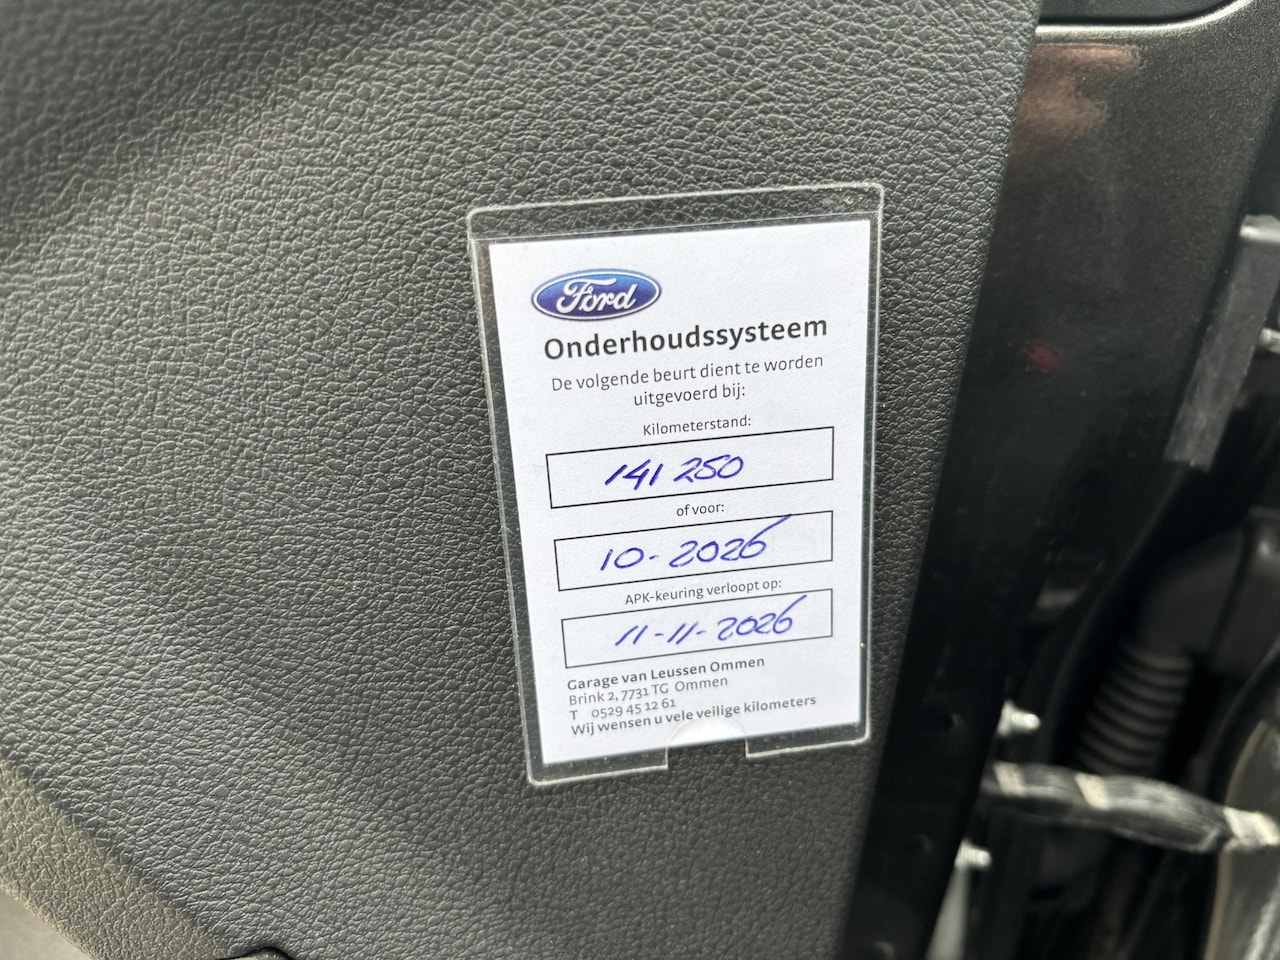 Ford
Onderhoudssysteem
De volgende beurt dient te worden
uitgevoerd bij:
Kilometerstand:
141 250
of voor:
10-2026
APK-keuring verloopt op:
11-11-2026
Garage van Leussen Ommen
Brink 2, 7731 TG Ommen
T 0529 45 12 61
Wij wensen u vele veilige kilometers